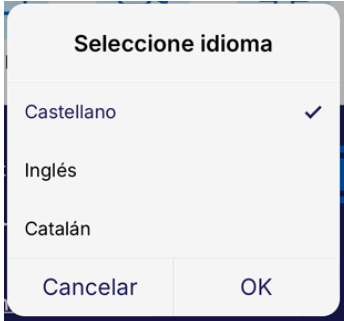 Seleccione idioma
Castellano
Inglés
Catalán
Cancelar OK